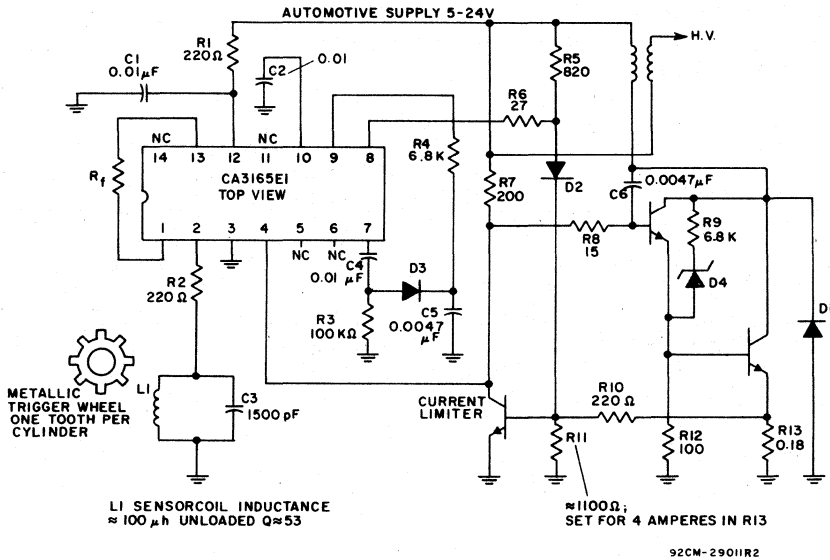 AUTOMOTIVE SUPPLY 5-24V
H.V.
R1
220Ω
C1
0.01µF
C2
0.01
R5
820
R6
27
R4
6.8K
NC
NC
14 13 12 11 10 9 8
Rf
CA3165E1
TOP VIEW
1 2 3 4 5 6 7
NC NC
D2
R7
200
C6
0.0047µF
R8
15
R9
6.8K
D4
R2
220Ω
C4
0.01
µF
D3
R3
100KΩ
C5
0.0047
µF
METALLIC
TRIGGER WHEEL
ONE TOOTH PER
CYLINDER
L1
C3
1500pF
CURRENT
LIMITER
R10
220Ω
R11
R12
100
R13
0.18
L1 SENSORCOIL INDUCTANCE
≈100µh UNLOADED Q≈53
≈1100Ω;
SET FOR 4 AMPERES IN R13
92CM-29011R2